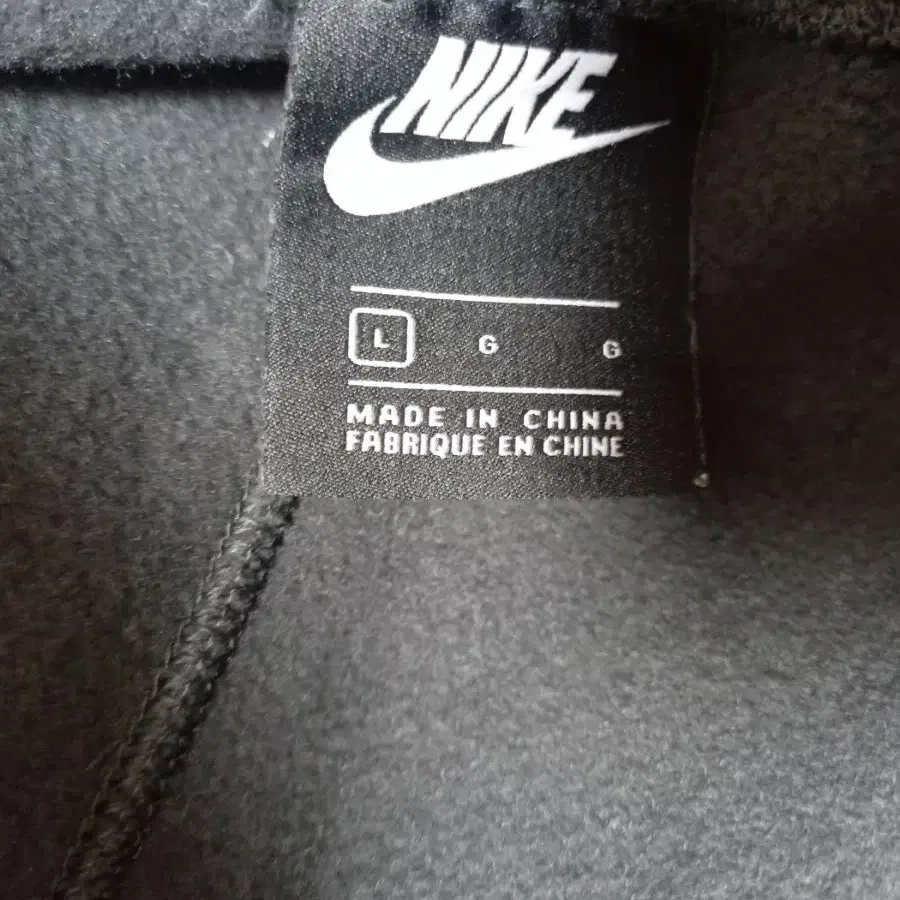 NIKE
L G G
MADE IN CHINA
FABRIQUE EN CHINE